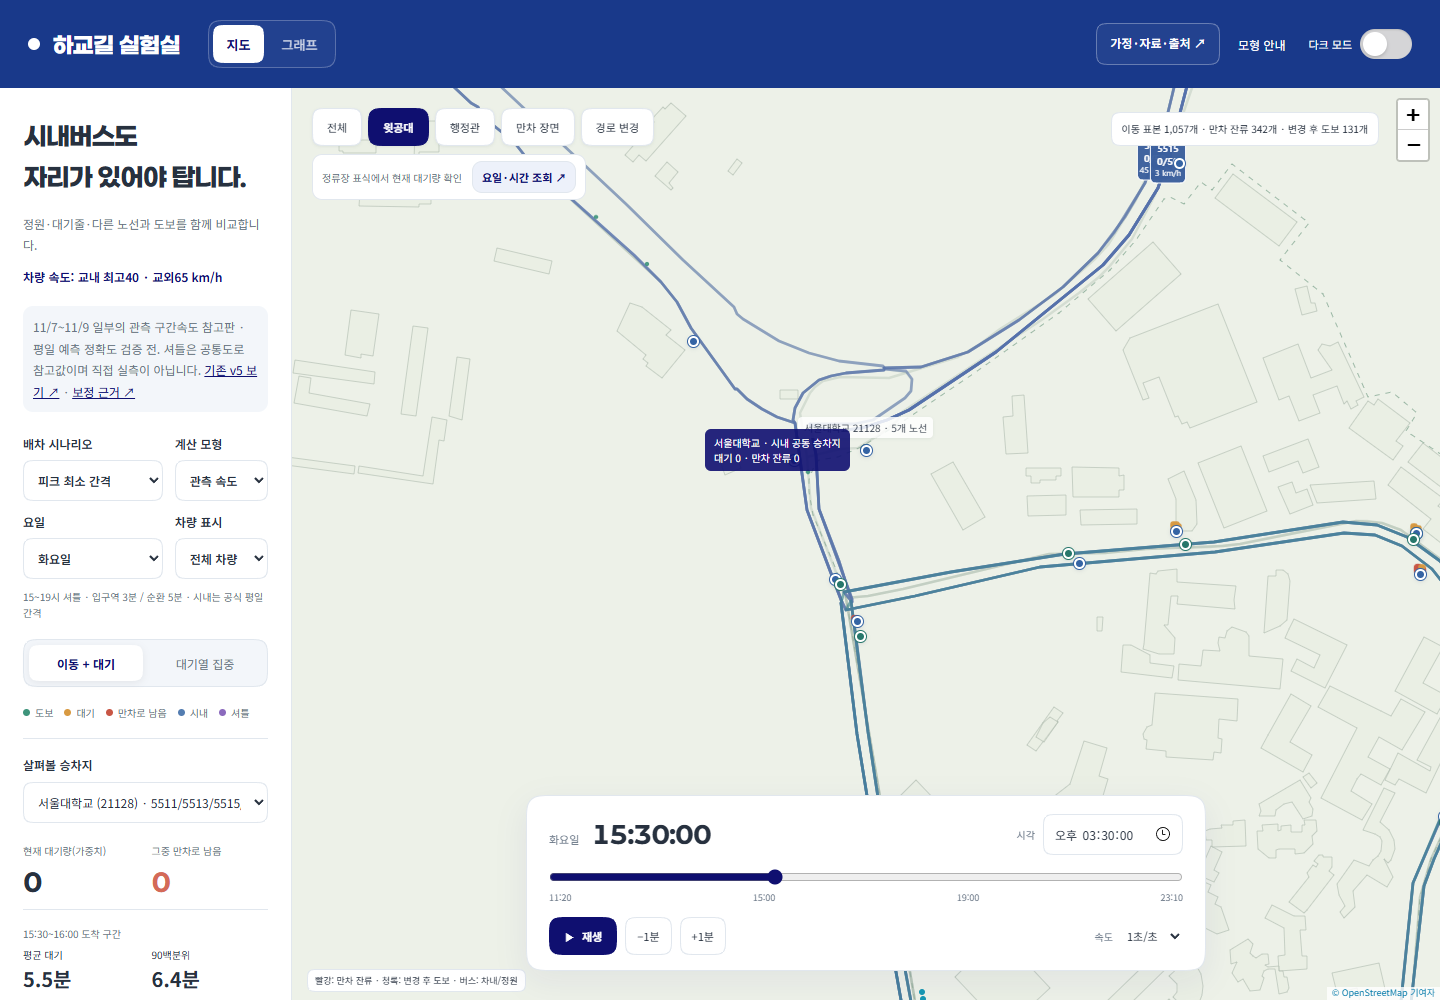 하교길 실험실
지도
그래프
가정·자료·출처 ↗
모형 안내
다크 모드
시내버스도
자리가 있어야 탑니다.
정원·대기줄·다른 노선과 도보를 함께 비교합니
다.
차량 속도: 교내 최고40 · 교외65 km/h
11/7~11/9 일부의 관측 구간속도 참고판 ·
평일 예측 정확도 검증 전. 셔틀은 공통도로
참고값이며 직접 실측이 아닙니다. 기존 v5 보
기 ↗ · 보정 근거 ↗
배차 시나리오
계산 모형
피크 최소 간격
관측 속도
요일
차량 표시
화요일
전체 차량
15~19시 셔틀 · 입구역 3분 / 순환 5분 · 시내는 공식 평일
간격
이동 + 대기
대기열 집중
도보
대기
만차로 남음
시내
셔틀
살펴볼 승차지
서울대학교 (21128) · 5511/5513/5515
현재 대기량(가중치)
그중 만차로 남음
0
0
15:30~16:00 도착 구간
평균 대기
90백분위
5.5분
6.4분
전체
윗공대
행정관
만차 장면
경로 변경
정류장 표식에서 현재 대기량 확인
요일·시간 조회 ↗
이동 표본 1,057개 · 만차 잔류 342개 · 변경 후 도보 131개
+
−
5515
3 km/h
서울대학교 21128 · 5개 노선
서울대학교 · 시내 공동 승차지
대기 0 · 만차 잔류 0
화요일
15:30:00
시각
오후 03:30:00
11:20
15:00
19:00
23:10
▶ 재생
−1분
+1분
속도
1초/초
빨강: 만차 잔류 · 청록: 변경 후 도보 · 버스: 차내/정원
© OpenStreetMap 기여자